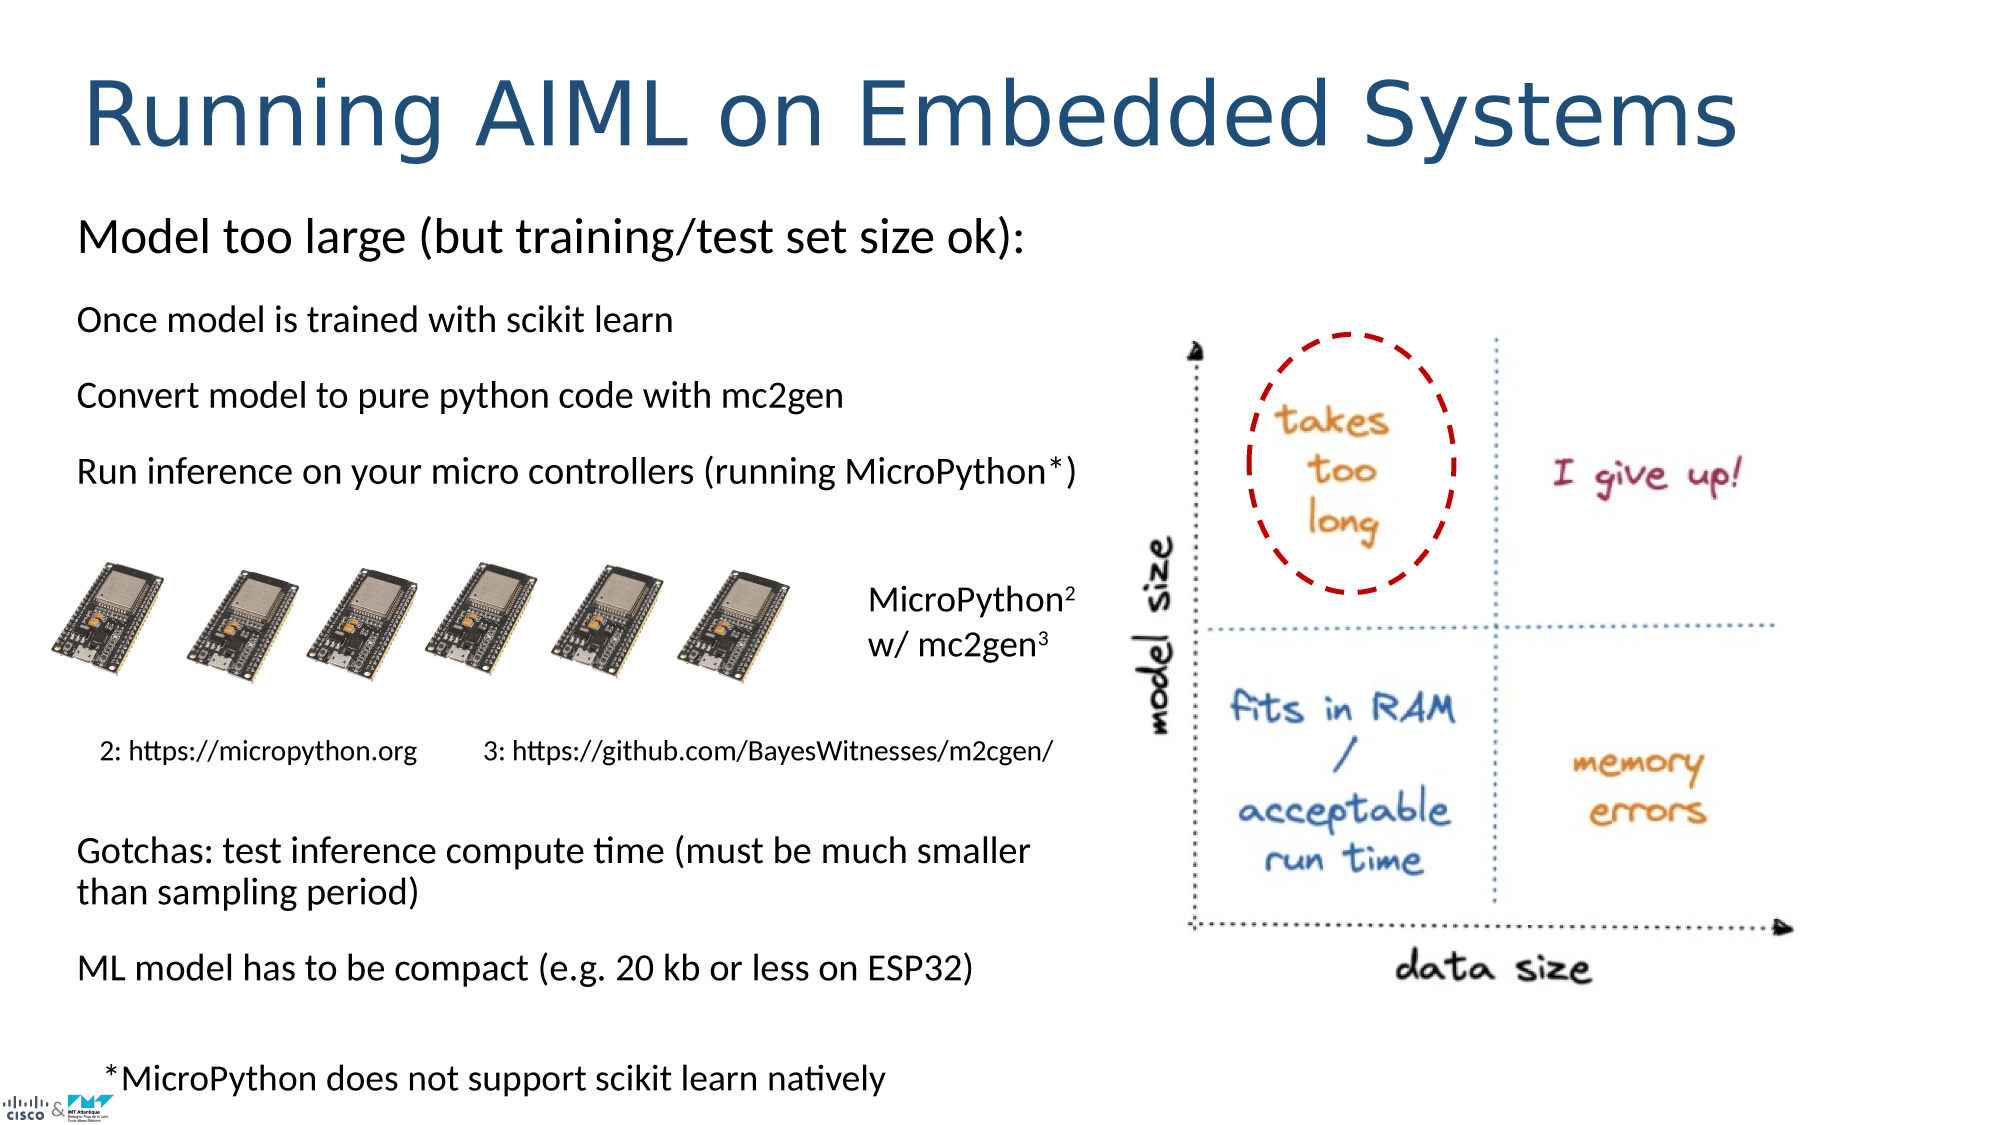 Running AIML on Embedded Systems
Model too large (but training/test set size ok):
Once model is trained with scikit learn
Convert model to pure python code with mc2gen
Run inference on your micro controllers (running MicroPython*)
MicroPython²
w/ mc2gen³
2: https://micropython.org
3: https://github.com/BayesWitnesses/m2cgen/
Gotchas: test inference compute time (must be much smaller
than sampling period)
ML model has to be compact (e.g. 20 kb or less on ESP32)
*MicroPython does not support scikit learn natively
takes
too
long
I give up!
model size
fits in RAM
/
acceptable
run time
memory
errors
data size
CISCO
&
IMT Atlantique